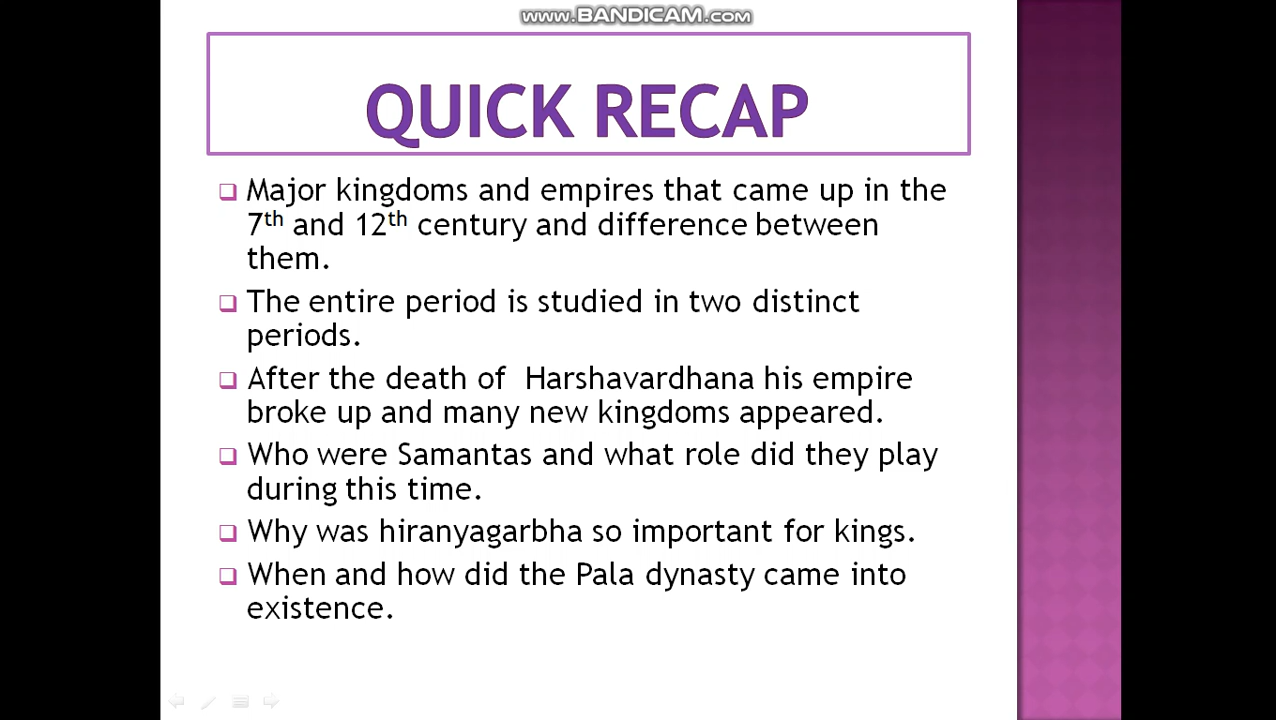 www.BANDICAM.com
QUICK RECAP
Major kingdoms and empires that came up in the
7th and 12th century and difference between
them.
The entire period is studied in two distinct
periods.
After the death of Harshavardhana his empire
broke up and many new kingdoms appeared.
Who were Samantas and what role did they play
during this time.
Why was hiranyagarbha so important for kings.
When and how did the Pala dynasty came into
existence.